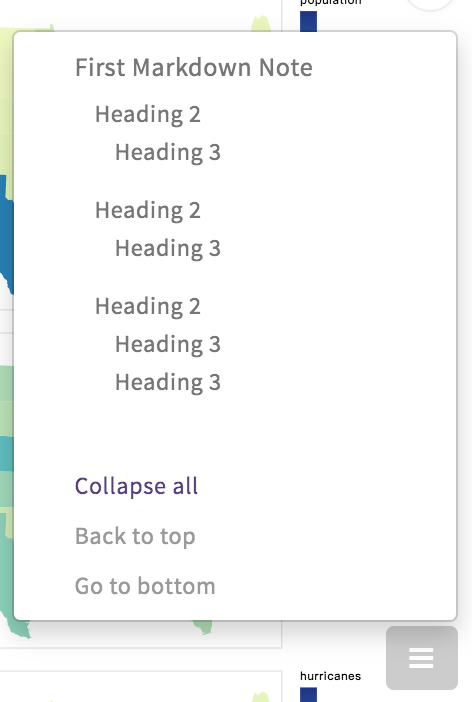 population
First Markdown Note
Heading 2
Heading 3
Heading 2
Heading 3
Heading 2
Heading 3
Heading 3
Collapse all
Back to top
Go to bottom
hurricanes